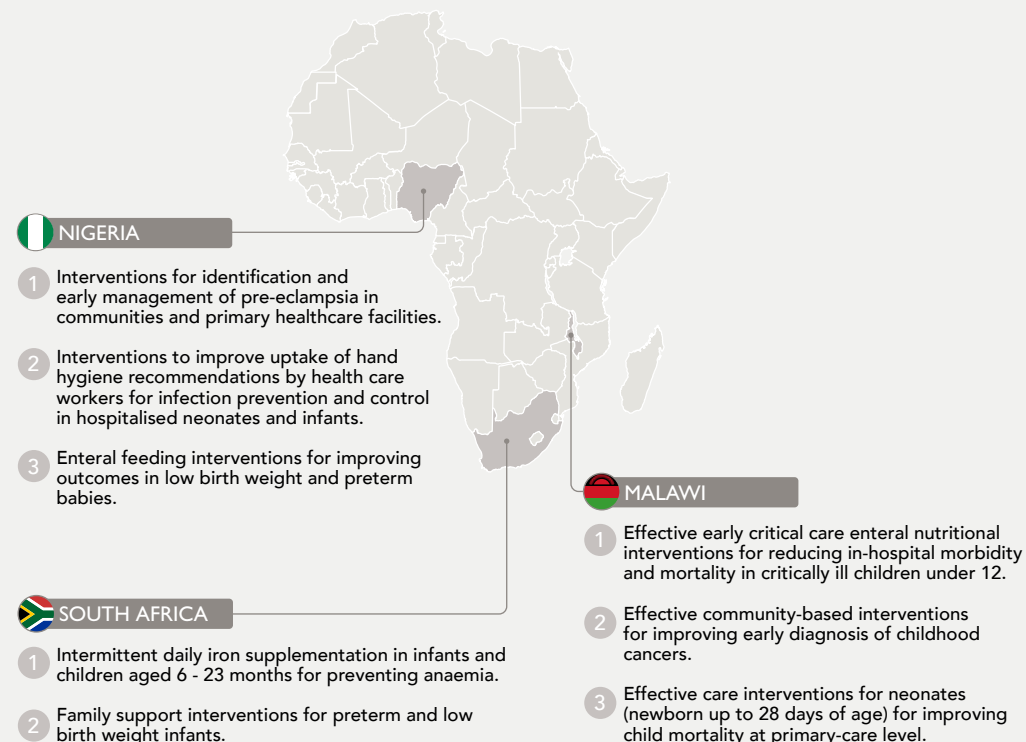 NIGERIA
1 Interventions for identification and
early management of pre-eclampsia in
communities and primary healthcare facilities.
2 Interventions to improve uptake of hand
hygiene recommendations by health care
workers for infection prevention and control
in hospitalised neonates and infants.
3 Enteral feeding interventions for improving
outcomes in low birth weight and preterm
babies.
SOUTH AFRICA
1 Intermittent daily iron supplementation in infants and
children aged 6 - 23 months for preventing anaemia.
2 Family support interventions for preterm and low
birth weight infants.
MALAWI
1 Effective early critical care enteral nutritional
interventions for reducing in-hospital morbidity
and mortality in critically ill children under 12.
2 Effective community-based interventions
for improving early diagnosis of childhood
cancers.
3 Effective care interventions for neonates
(newborn up to 28 days of age) for improving
child mortality at primary-care level.